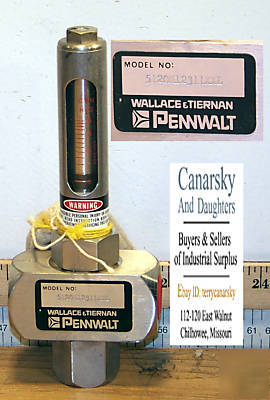 MODEL NO:
WALLACE & TIERNAN
PENNWALT
WARNING
Canarsky
And Daughters
Buyers & Sellers
of Industrial Surplus
Ebay ID: terrycanarsky
112-120 East Walnut
Chilhowee, Missouri
MODEL NO:
WALLACE & TIERNAN
PENNWALT
24